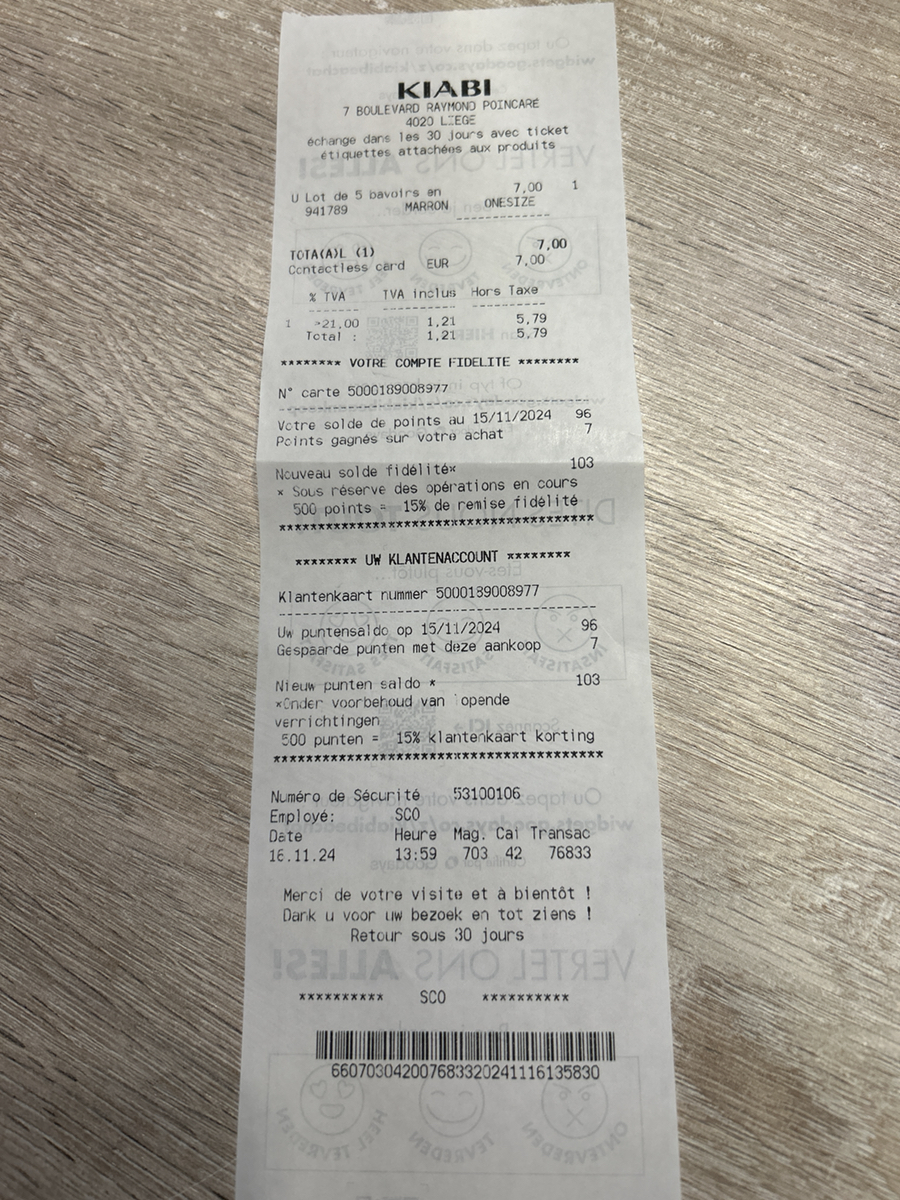 KIABI
7 BOULEVARD RAYMOND POINCARE
4020 LIEGE
échange dans les 30 jours avec ticket
étiquettes attachées aux produits
U Lot de 5 bavoirs en 7,00 1
941789 MARRON ONESIZE
---------------
TOTA(A)L (1) 7,00
Contactless card EUR 7,00
% TVA TVA inclus Hors Taxe
1 >21,00 1,21 5,79
Total : 1,21 5,79
******** VOTRE COMPTE FIDELITE ********
N° carte 5000189008977
Votre solde de points au 15/11/2024 96
Points gagnés sur votre achat 7
Nouveau solde fidélité* 103
* Sous réserve des opérations en cours
500 points = 15% de remise fidélité
****************************************
******** UW KLANTENACCOUNT ********
Klantenkaart nummer 5000189008977
Uw puntensaldo op 15/11/2024 96
Gespaarde punten met deze aankoop 7
Nieuw punten saldo * 103
*Onder voorbehoud van opende
verrichtingen
500 punten = 15% klantenkaart korting
****************************************
Numéro de Sécurité 53100106
Employé: SCO
Date Heure Mag. Cai Transac
16.11.24 13:59 703 42 76833
Merci de votre visite et à bientôt !
Dank u voor uw bezoek en tot ziens !
Retour sous 30 jours
********** SCO **********
66070304200768332024111613583​0